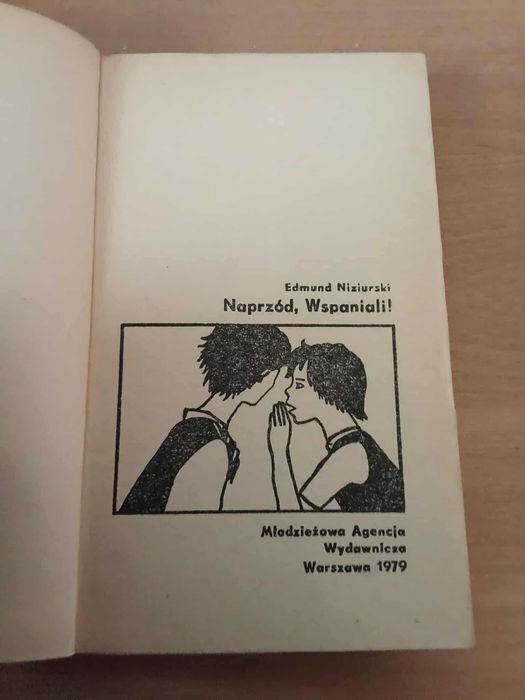 Edmund Niziurski
Naprzód, Wspaniali!
Młodzieżowa Agencja
Wydawnicza
Warszawa 1979